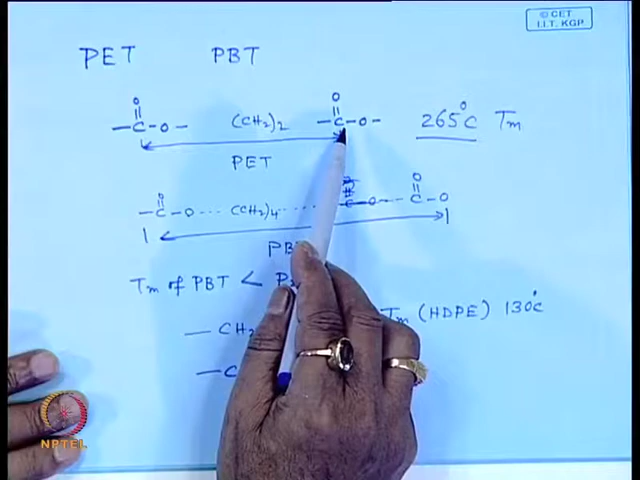 © CET
I.I.T. KGP
PET PBT
O O
–C–O– (CH₂)₂ –C–O– 265°C Tm
PET
O O
–C–O--- (CH₂)₄ ---- C–O
Tm of PBT <
— CH₂ Tm (HDPE) 130°C
NPTEL